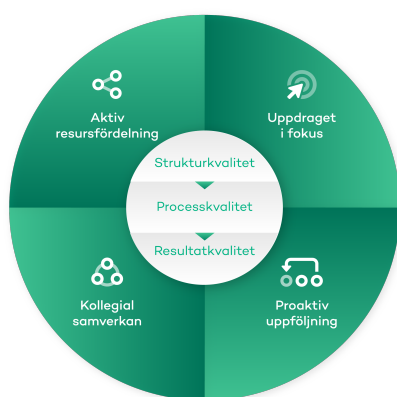 Aktiv
resursfördelning
Uppdraget
i fokus
Strukturkvalitet
Processkvalitet
Resultatkvalitet
Kollegial
samverkan
Proaktiv
uppföljning